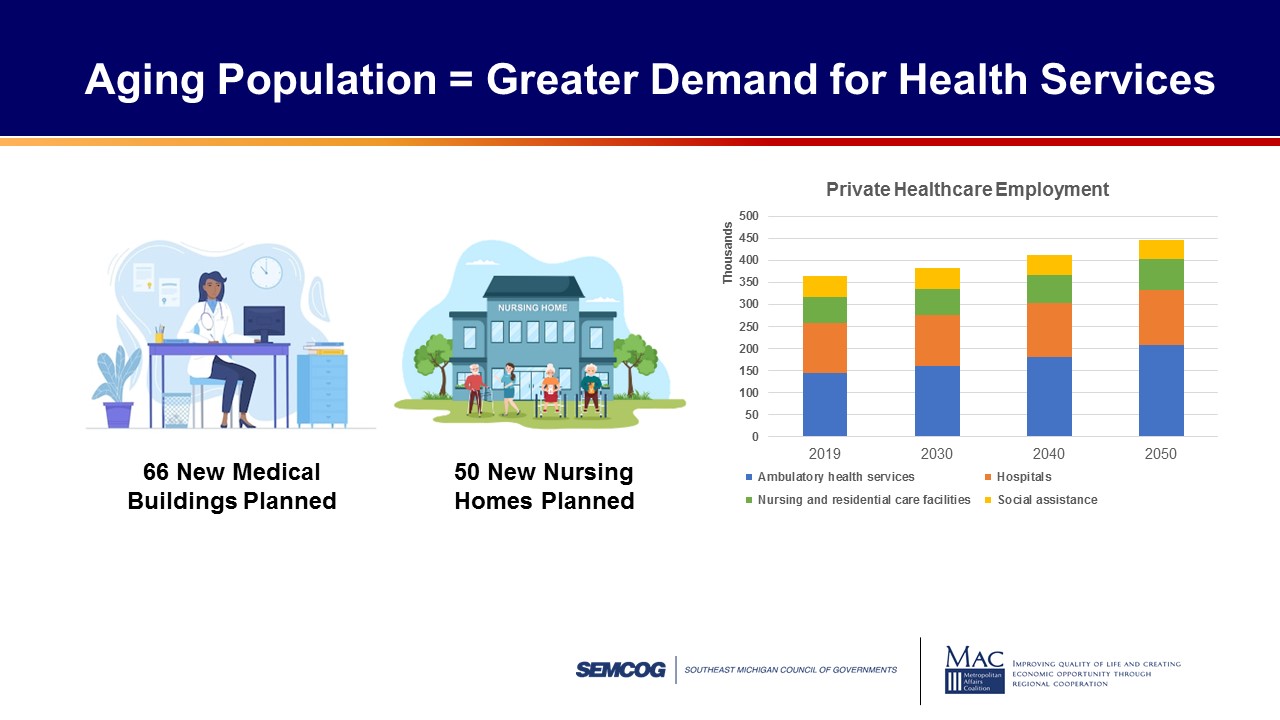 Aging Population = Greater Demand for Health Services
NURSING HOME
66 New Medical
Buildings Planned
50 New Nursing
Homes Planned
Private Healthcare Employment
Thousands
500
450
400
350
300
250
200
150
100
50
0
2019 2030 2040 2050
Ambulatory health services Hospitals
Nursing and residential care facilities Social assistance
SEMCOG SOUTHEAST MICHIGAN COUNCIL OF GOVERNMENTS
MAC
Metropolitan
Affairs
Coalition
IMPROVING QUALITY OF LIFE AND CREATING
ECONOMIC OPPORTUNITY THROUGH
REGIONAL COOPERATION